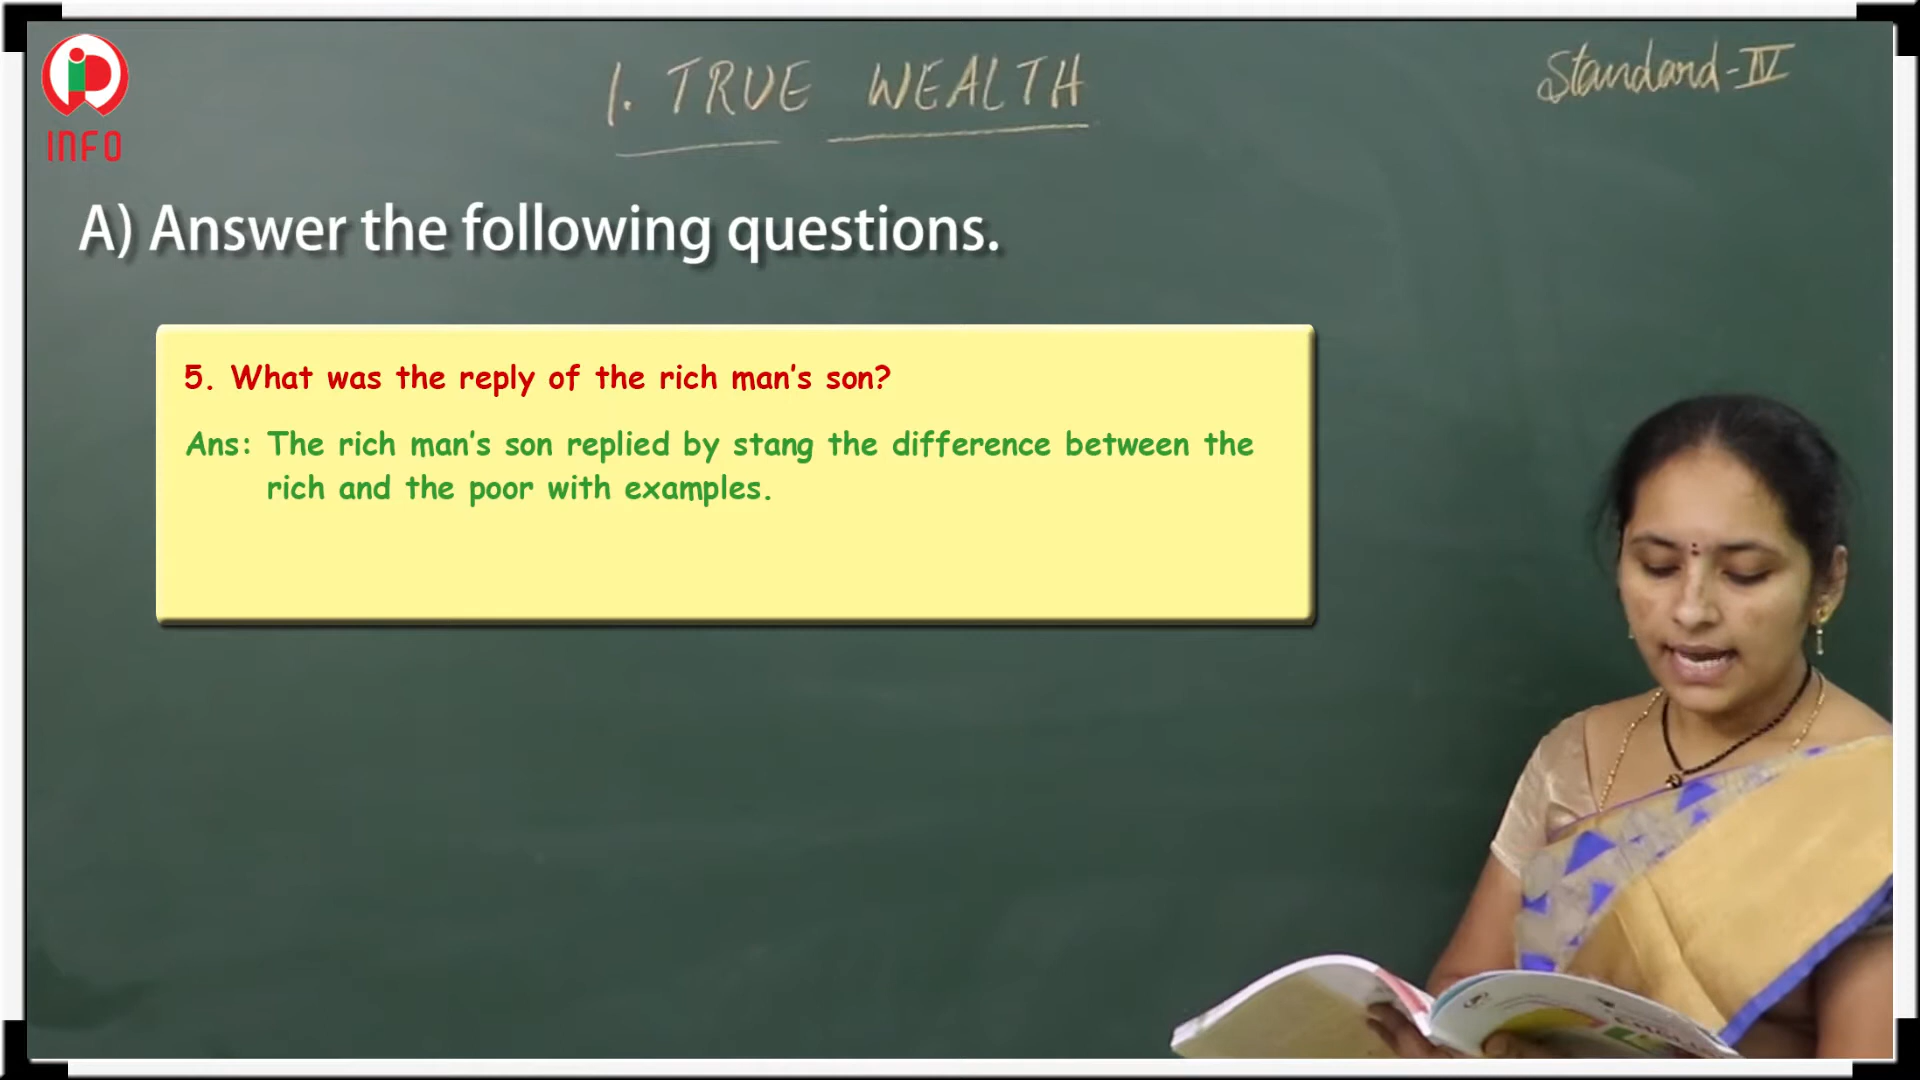 INFO
1. TRUE WEALTH
Standard-IV
A) Answer the following questions.
5. What was the reply of the rich man's son?
Ans: The rich man's son replied by stang the difference between the
rich and the poor with examples.